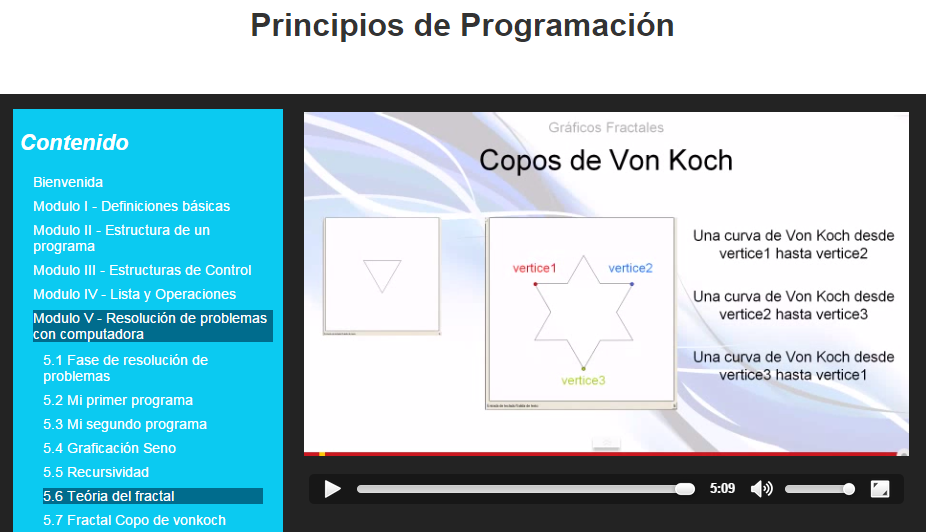 Principios de Programación
Contenido
Bienvenida
Modulo I - Definiciones básicas
Modulo II - Estructura de un
programa
Modulo III - Estructuras de Control
Modulo IV - Lista y Operaciones
Modulo V - Resolución de problemas
con computadora
5.1 Fase de resolución de
problemas
5.2 Mi primer programa
5.3 Mi segundo programa
5.4 Graficación Seno
5.5 Recursividad
5.6 Teória del fractal
5.7 Fractal Copo de vonkoch
Gráficos Fractales
Copos de Von Koch
vertice1
vertice2
vertice3
Una curva de Von Koch desde
vertice1 hasta vertice2
Una curva de Von Koch desde
vertice2 hasta vertice3
Una curva de Von Koch desde
vertice3 hasta vertice1
5:09